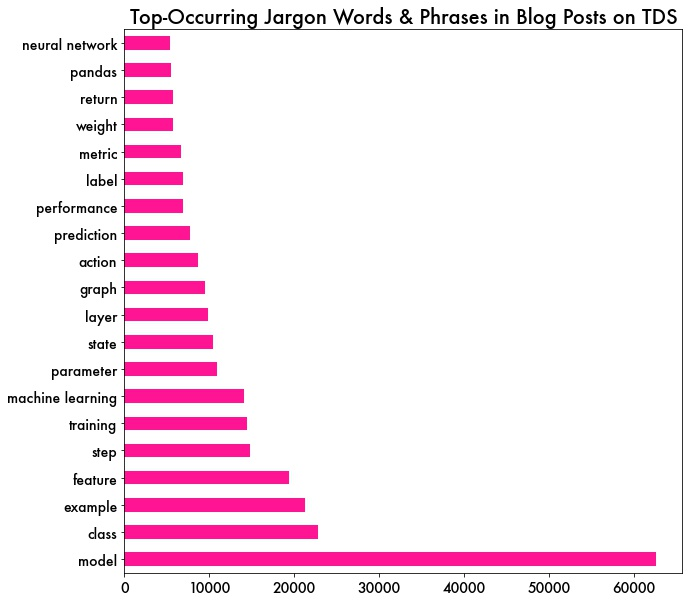 Top-Occurring Jargon Words & Phrases in Blog Posts on TDS
neural network
pandas
return
weight
metric
label
performance
prediction
action
graph
layer
state
parameter
machine learning
training
step
feature
example
class
model
0 10000 20000 30000 40000 50000 60000